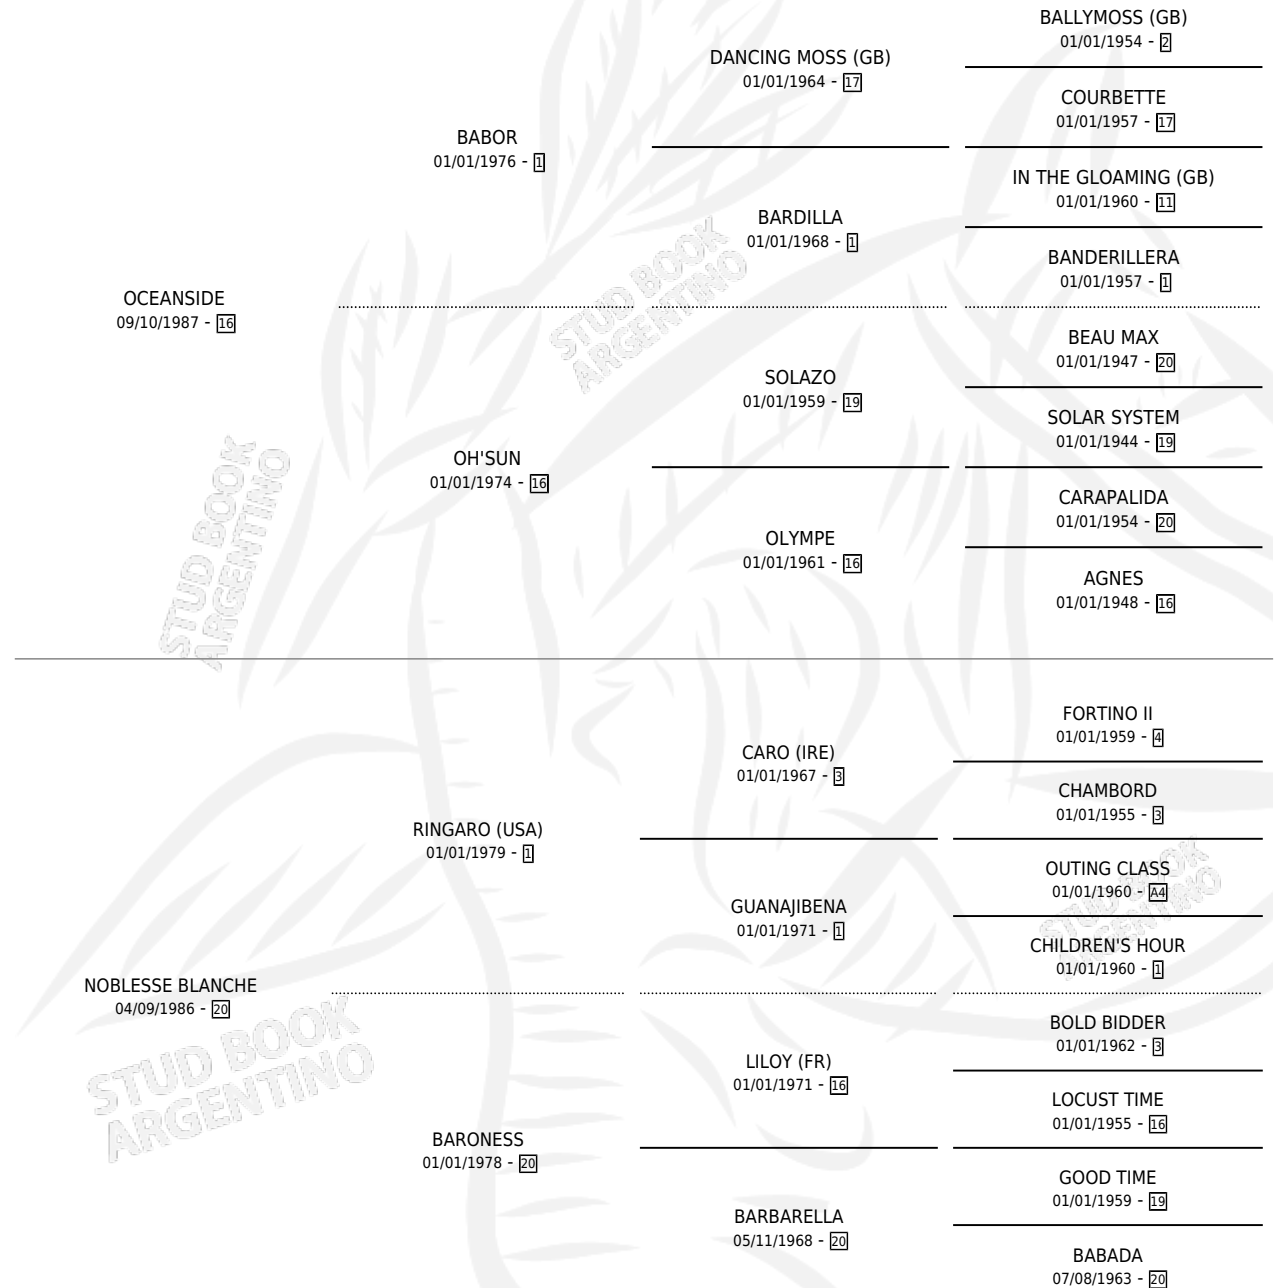 BALLYMOSS (GB)
01/01/1954 - 2
DANCING MOSS (GB)
01/01/1964 - 17
COURBETTE
01/01/1957 - 17
BABOR
01/01/1976 - 1
IN THE GLOAMING (GB)
01/01/1960 - 11
BARDILLA
01/01/1968 - 1
BANDERILLERA
01/01/1957 - 1
OCEANSIDE
09/10/1987 - 16
BEAU MAX
01/01/1947 - 20
SOLAZO
01/01/1959 - 19
SOLAR SYSTEM
01/01/1944 - 19
OH'SUN
01/01/1974 - 16
CARAPALIDA
01/01/1954 - 20
OLYMPE
01/01/1961 - 16
AGNES
01/01/1948 - 16
STUD BOOK
ARGENTINO
STUD BOOK
ARGENTINO
FORTINO II
01/01/1959 - 4
CARO (IRE)
01/01/1967 - 3
CHAMBORD
01/01/1955 - 3
RINGARO (USA)
01/01/1979 - 1
OUTING CLASS
01/01/1960 - A4
GUANAJIBENA
01/01/1971 - 1
CHILDREN'S HOUR
01/01/1960 - 1
NOBLESSE BLANCHE
04/09/1986 - 20
BOLD BIDDER
01/01/1962 - 3
LILOY (FR)
01/01/1971 - 16
LOCUST TIME
01/01/1955 - 16
BARONESS
01/01/1978 - 20
GOOD TIME
01/01/1959 - 19
BARBARELLA
05/11/1968 - 20
BABADA
07/08/1963 - 20
STUD BOOK
ARGENTINO
STUD BOOK
ARGENTINO